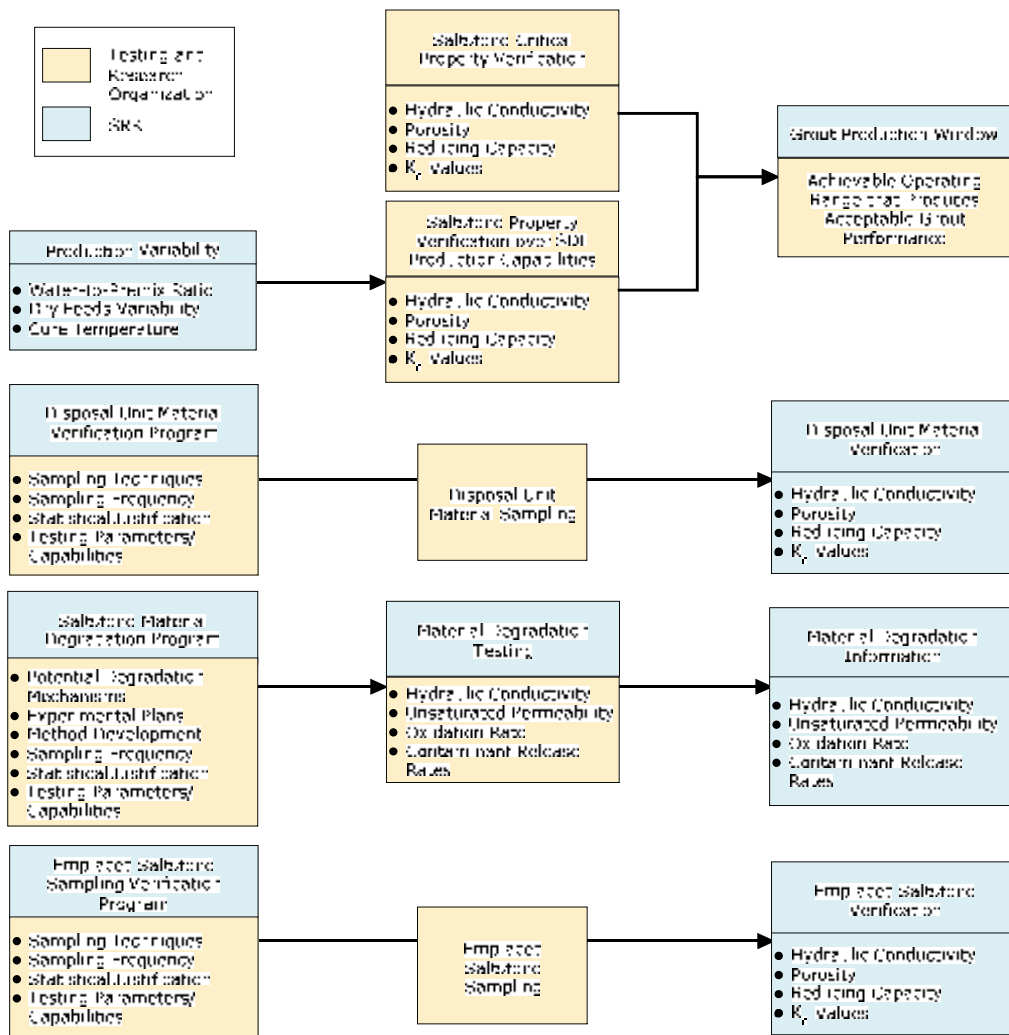 Testing and
Research
Organization
SRR
Saltstone Critical
Property Verification
• Hydraulic Conductivity
• Porosity
• Reducing Capacity
• Kd Values
Grout Production Window
Achievable Operating
Range that Produces
Acceptable Grout
Performance
Saltstone Property
Verification over SDF
Production Capabilities
• Hydraulic Conductivity
• Porosity
• Reducing Capacity
• Kd Values
Production Variability
• Water-to-Premix Ratio
• Dry Feeds Variability
• Cure Temperature
Disposal Unit Material
Verification Program
• Sampling Techniques
• Sampling Frequency
• Statistical Justification
• Testing Parameters/
Capabilities
Disposal Unit
Material Sampling
Disposal Unit Material
Verification
• Hydraulic Conductivity
• Porosity
• Reducing Capacity
• Kd Values
Saltstone Material
Degradation Program
• Potential Degradation
Mechanisms
• Experimental Plans
• Method Development
• Sampling Frequency
• Statistical Justification
• Testing Parameters/
Capabilities
Material Degradation
Testing
• Hydraulic Conductivity
• Unsaturated Permeability
• Oxidation Rate
• Contaminant Release
Rates
Material Degradation
Information
• Hydraulic Conductivity
• Unsaturated Permeability
• Oxidation Rate
• Contaminant Release
Rates
Emplaced Saltstone
Sampling Verification
Program
• Sampling Techniques
• Sampling Frequency
• Statistical Justification
• Testing Parameters/
Capabilities
Emplaced
Saltstone
Sampling
Emplaced Saltstone
Verification
• Hydraulic Conductivity
• Porosity
• Reducing Capacity
• Kd Values